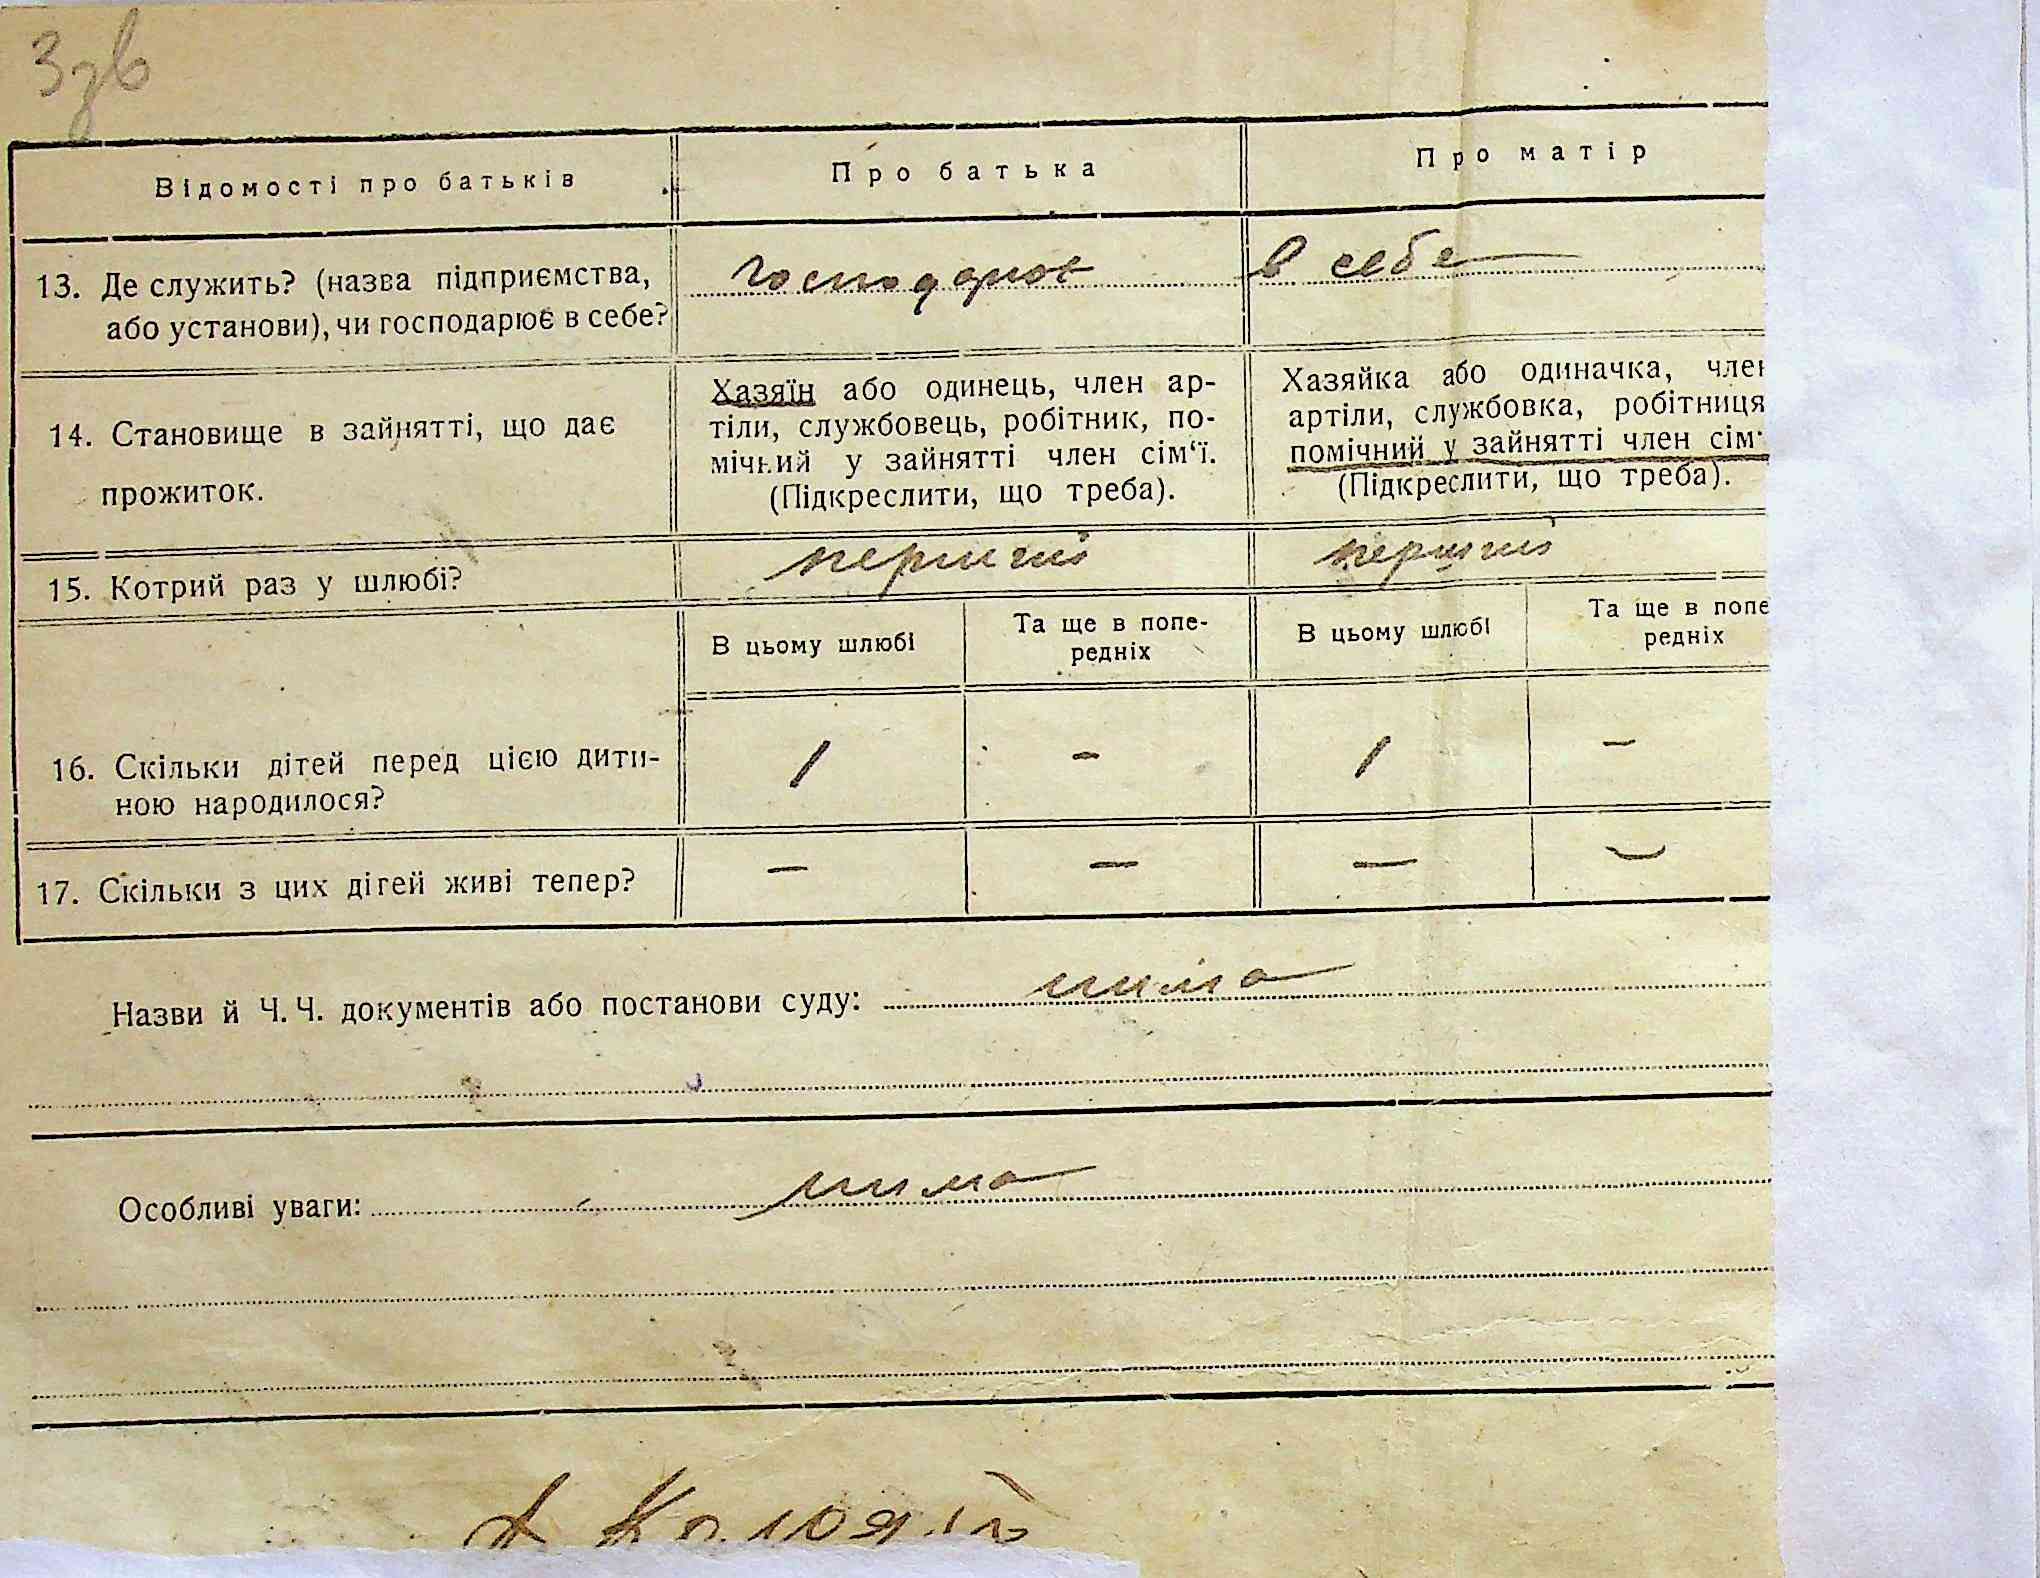 3зв
Відомості про батьків
Про батька
Про матір
13. Де служить? (назва підприємства,
або установи), чи господарює в себе?
господарює в себе
14. Становище в зайнятті, що дає
прожиток.
Хазяїн або одинець, член ар-
тіли, службовець, робітник, по-
мічний у зайнятті член сім'ї.
(Підкреслити, що треба).
Хазяйка або одиначка, член
артіли, службовка, робітниця
помічний у зайнятті член сім'
(Підкреслити, що треба).
15. Котрий раз у шлюбі?
перший
перший
В цьому шлюбі
Та ще в попе-
редніх
В цьому шлюбі
Та ще в попе
редніх
16. Скільки дітей перед цією дити-
ною народилося?
1
-
1
-
17. Скільки з цих дітей живі тепер?
-
-
-
-
Назви й Ч. Ч. документів або постанови суду:
нима
Особливі уваги:
нима